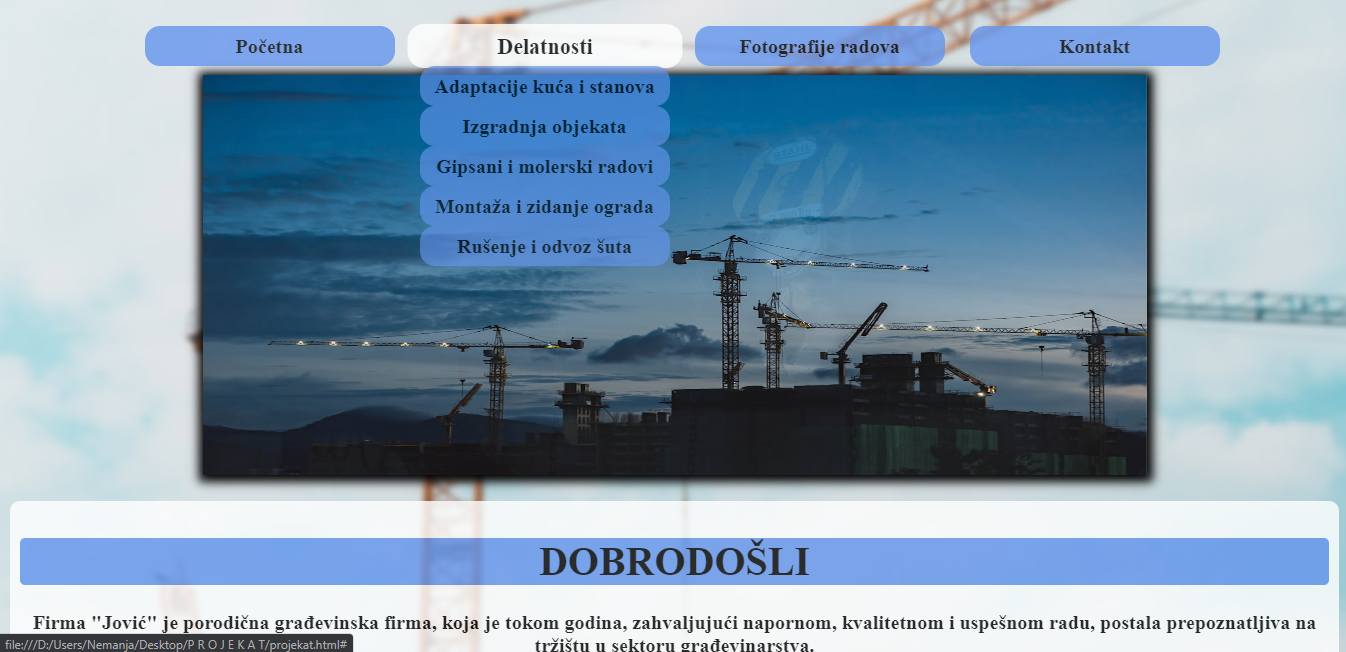 Početna
Delatnosti
Fotografije radova
Kontakt
Adaptacije kuća i stanova
Izgradnja objekata
Gipsani i molerski radovi
Montaža i zidanje ograda
Rušenje i odvoz šuta
DOBRODOŠLI
Firma "Jović" je porodična građevinska firma, koja je tokom godina, zahvaljujući napornom, kvalitetnom i uspešnom radu, postala prepoznatljiva na
tržištu u sektoru građevinarstva.
file:///D:/Users/Nemanja/Desktop/P R O J E K A T/projekat.html#